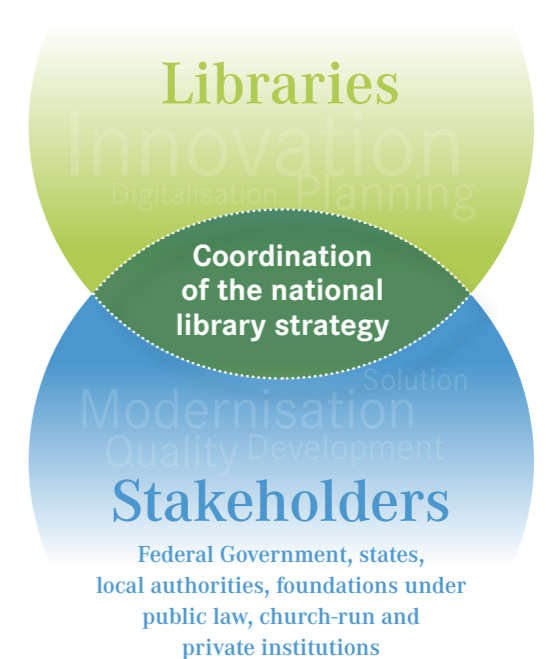 Libraries
Innovation
Digitalisation Planning
Coordination
of the national
library strategy
Solution
Modernisation
Quality Development
Stakeholders
Federal Government, states,
local authorities, foundations under
public law, church-run and
private institutions